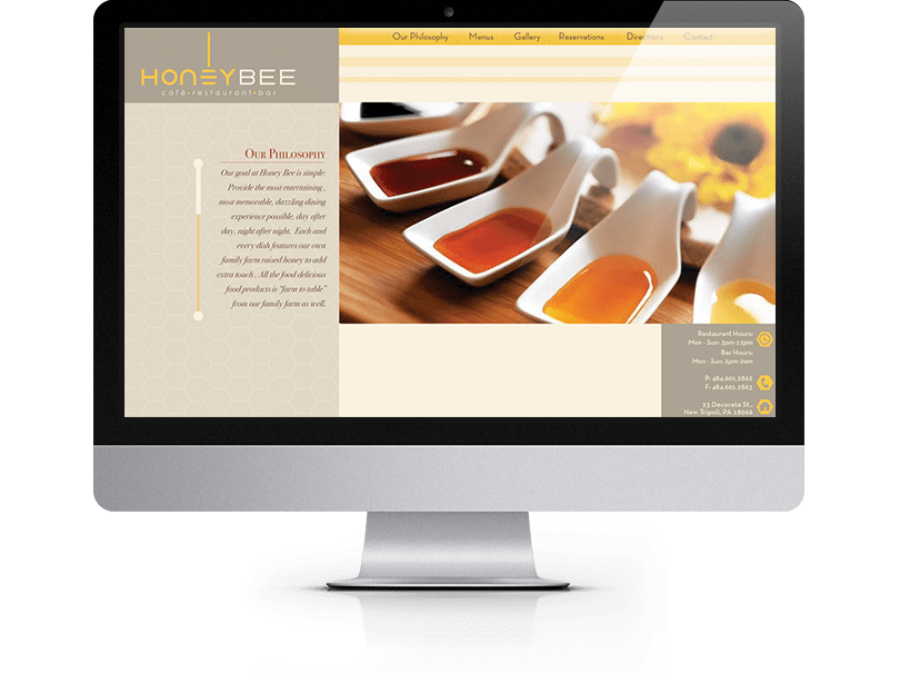 HONEYBEE
café•restaurant•bar
Our Philosophy Menus Gallery Reservations Directions Contact
Our Philosophy
Our goal at Honey Bee is simple:
Provide the most entertaining ,
most memorable, dazzling dining
experience possible, day after
day, night after night. Each and
every dish features our own
family farm raised honey to add
extra touch . All the food delicious
food products is "farm to table"
from our family farm as well.
Restaurant Hours:
Mon - Sun: 3pm-11pm
Bar Hours:
Mon - Sun: 2pm-2am
P: 484.601.2862
F: 484.601.2863
23 Decorate St.,
New Tripoli, PA 18066